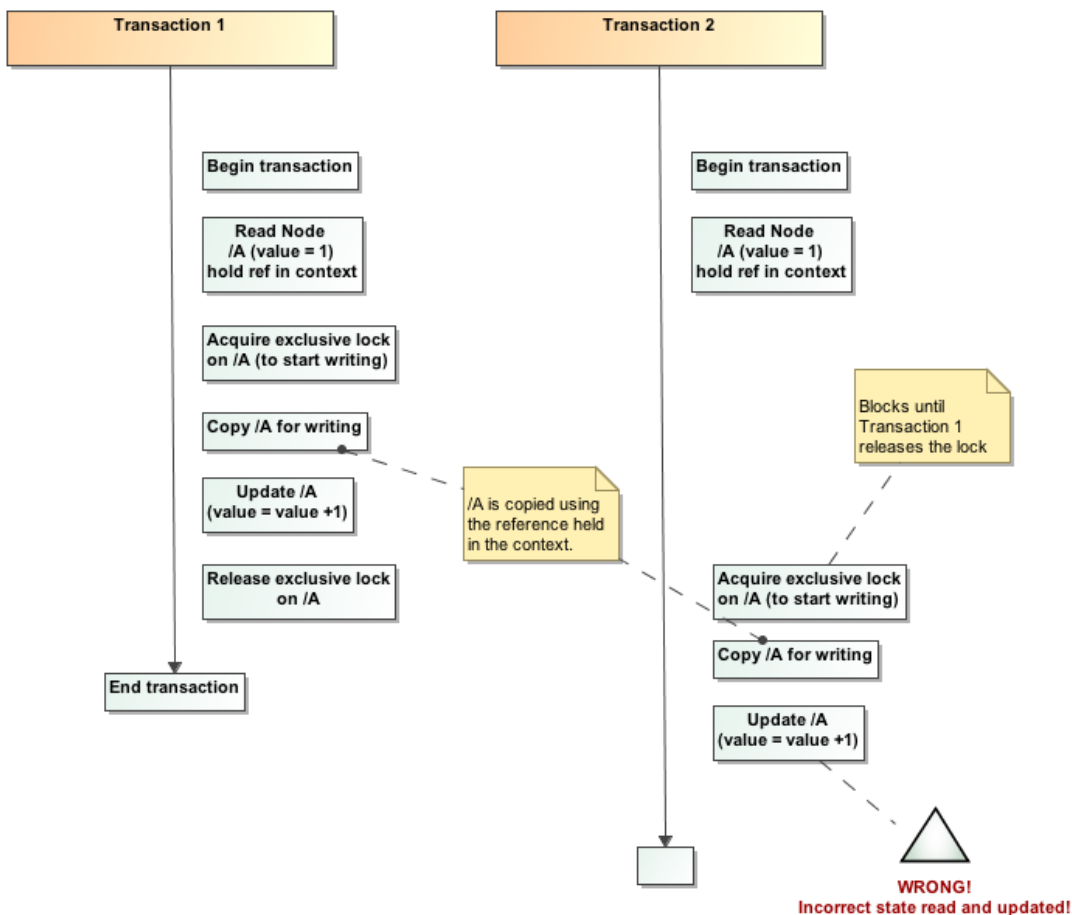 Transaction 1
Transaction 2
Begin transaction
Begin transaction
Read Node
/A (value = 1)
hold ref in context
Read Node
/A (value = 1)
hold ref in context
Acquire exclusive lock
on /A (to start writing)
Blocks until
Transaction 1
releases the lock
Copy /A for writing
/A is copied using
the reference held
in the context.
Update /A
(value = value +1)
Release exclusive lock
on /A
Acquire exclusive lock
on /A (to start writing)
Copy /A for writing
End transaction
Update /A
(value = value +1)
WRONG!
Incorrect state read and updated!